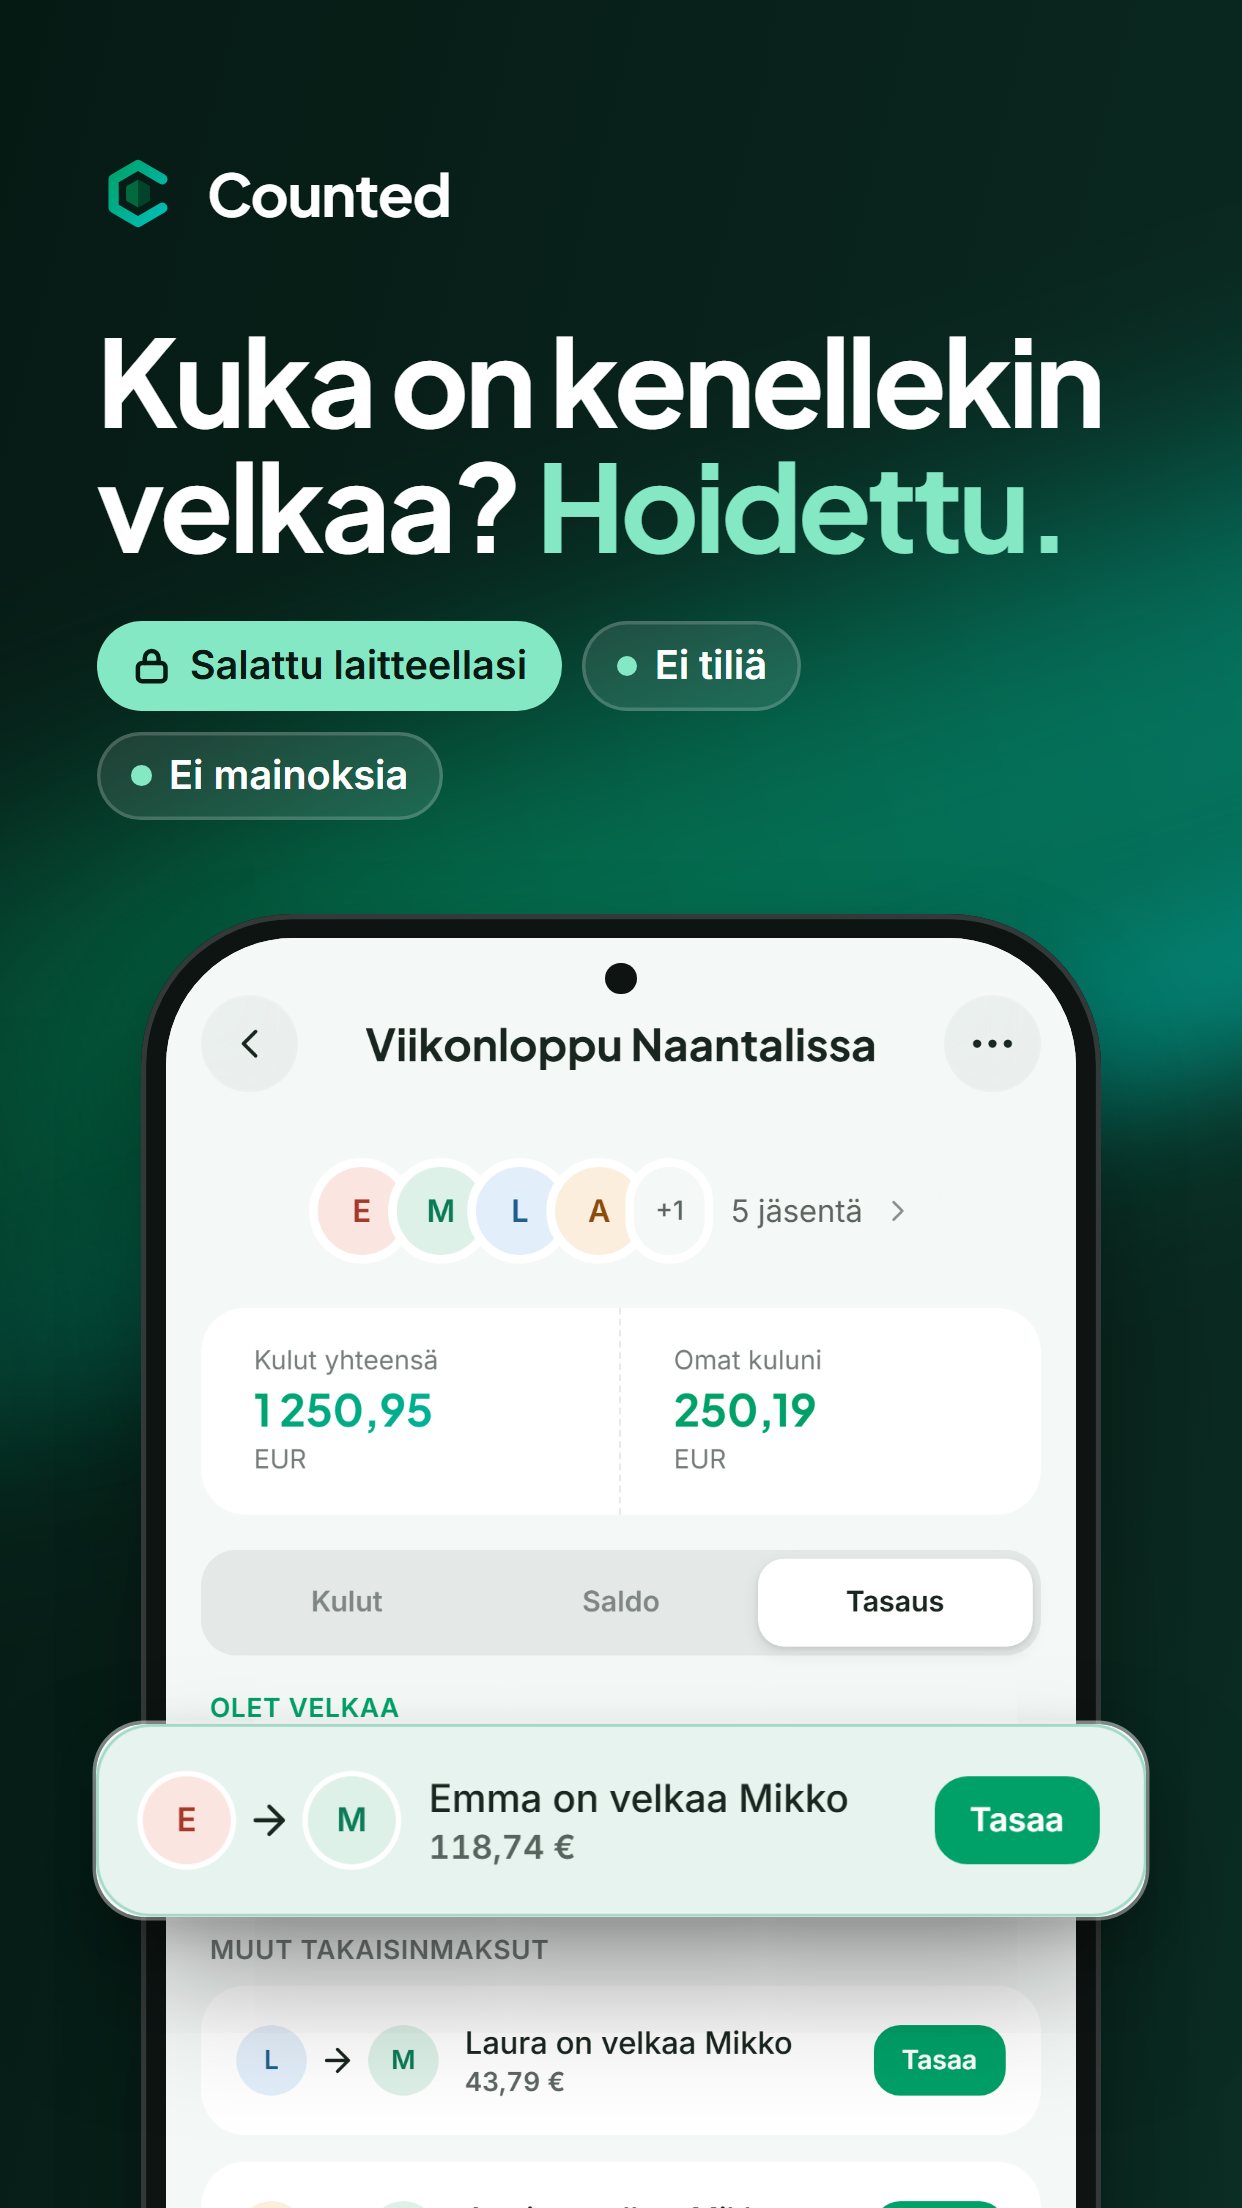 Counted
Kuka on kenellekin
velkaa? Hoidettu.
Salattu laitteellasi
Ei tiliä
Ei mainoksia
Viikonloppu Naantalissa
E M L A +1 5 jäsentä
Kulut yhteensä
1 250,95
EUR
Omat kuluni
250,19
EUR
Kulut Saldo Tasaus
OLET VELKAA
E M Emma on velkaa Mikko
118,74 €
Tasaa
MUUT TAKAISINMAKSUT
L M Laura on velkaa Mikko
43,79 €
Tasaa